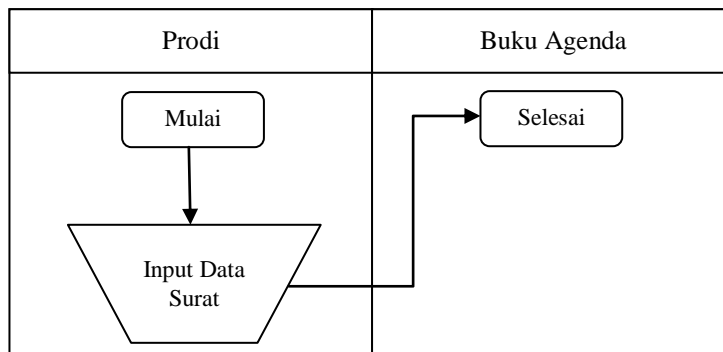 Prodi
Buku Agenda
Mulai
Selesai
Input Data
Surat